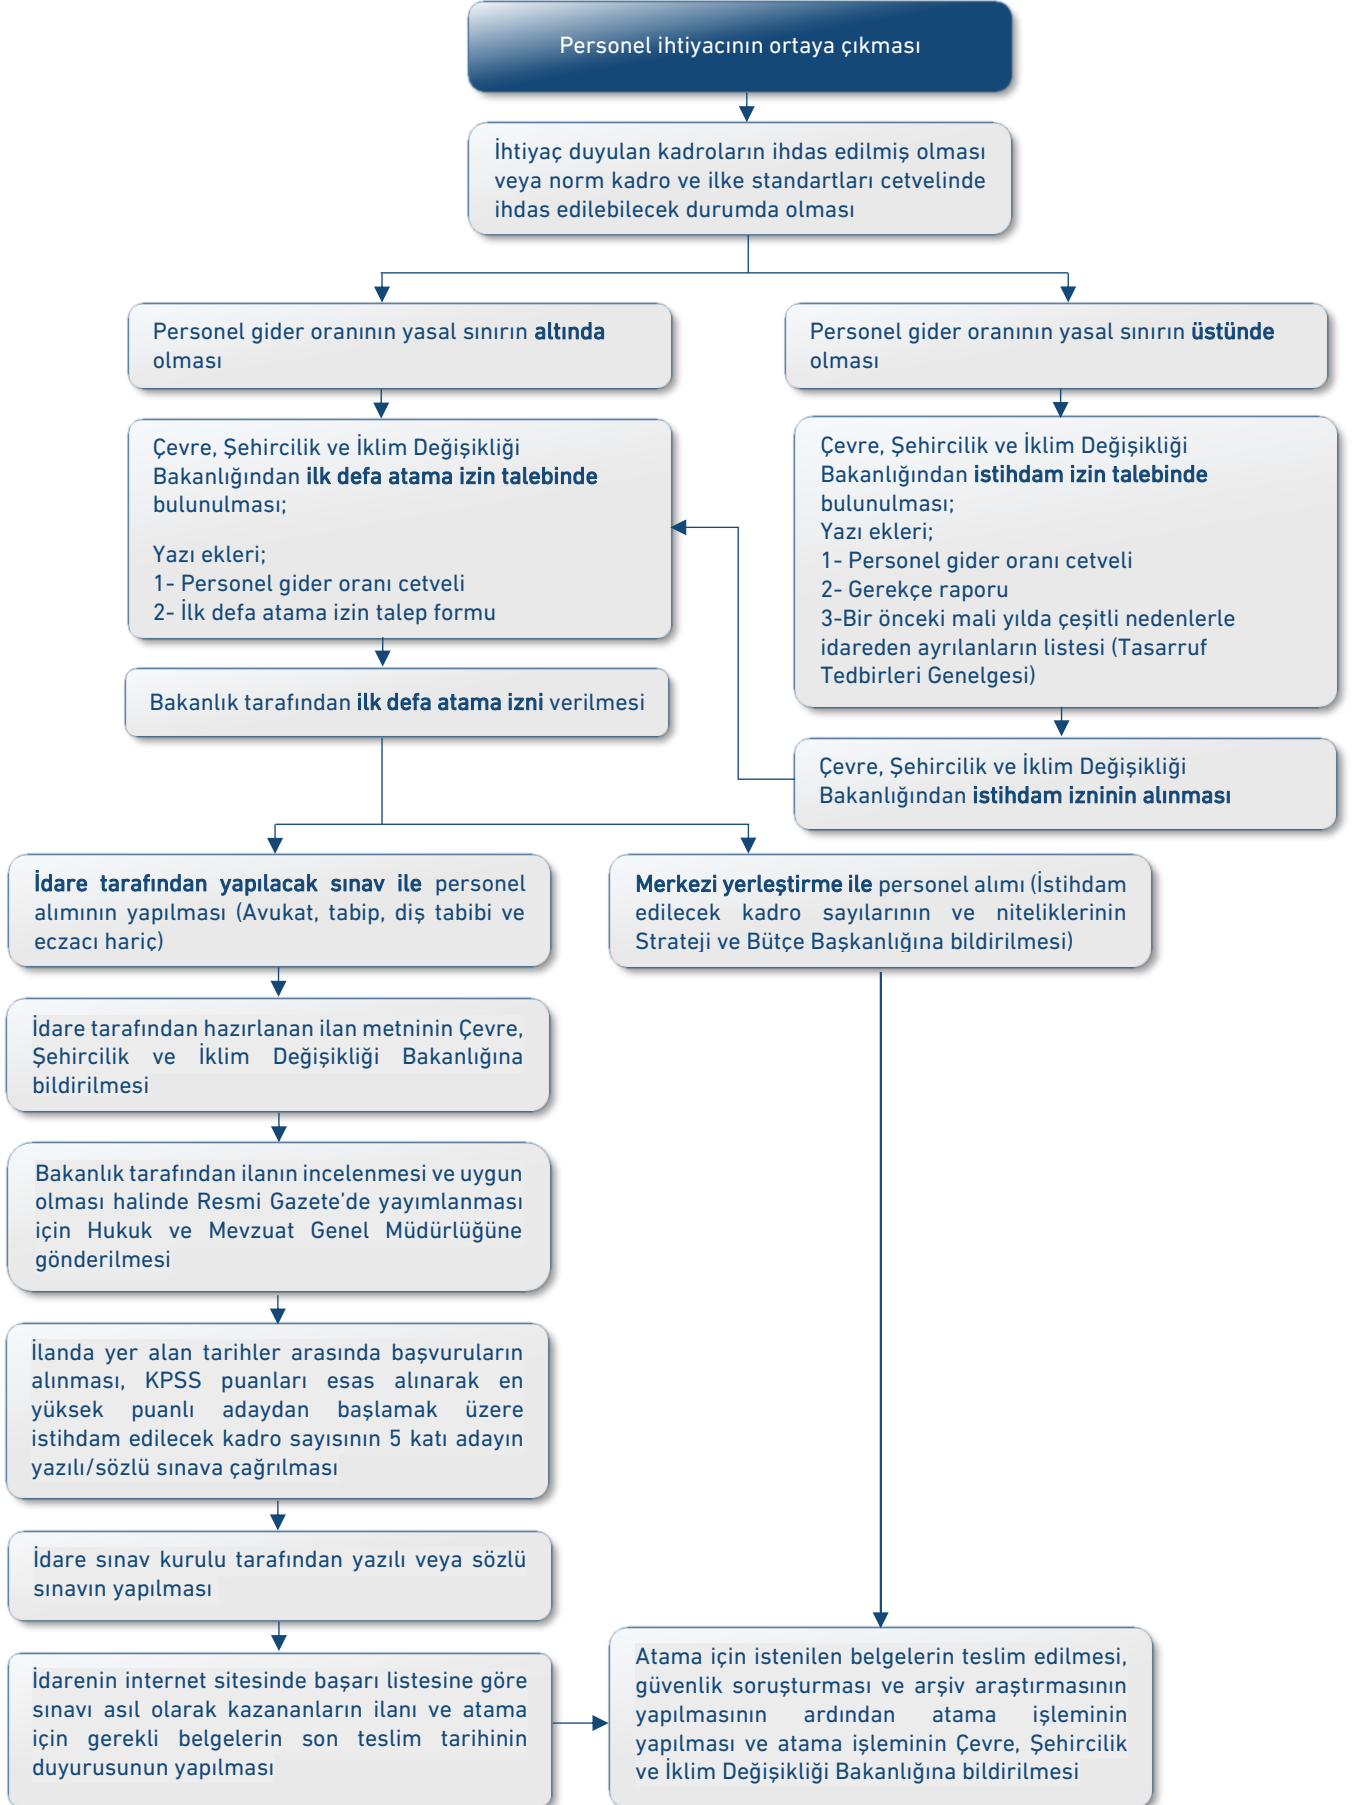 Personel ihtiyacının ortaya çıkması
İhtiyaç duyulan kadroların ihdas edilmiş olması
veya norm kadro ve ilke standartları cetvelinde
ihdas edilebilecek durumda olması
Personel gider oranının yasal sınırın altında
olması
Personel gider oranının yasal sınırın üstünde
olması
Çevre, Şehircilik ve İklim Değişikliği
Bakanlığından ilk defa atama izin talebinde
bulunulması;
Yazı ekleri;
1- Personel gider oranı cetveli
2- İlk defa atama izin talep formu
Çevre, Şehircilik ve İklim Değişikliği
Bakanlığından istihdam izin talebinde
bulunulması;
Yazı ekleri;
1- Personel gider oranı cetveli
2- Gerekçe raporu
3-Bir önceki mali yılda çeşitli nedenlerle
idareden ayrılanların listesi (Tasarruf
Tedbirleri Genelgesi)
Bakanlık tarafından ilk defa atama izni verilmesi
Çevre, Şehircilik ve İklim Değişikliği
Bakanlığından istihdam izninin alınması
İdare tarafından yapılacak sınav ile personel
alımının yapılması (Avukat, tabip, diş tabibi ve
eczacı hariç)
Merkezi yerleştirme ile personel alımı (İstihdam
edilecek kadro sayılarının ve niteliklerinin
Strateji ve Bütçe Başkanlığına bildirilmesi)
İdare tarafından hazırlanan ilan metninin Çevre,
Şehircilik ve İklim Değişikliği Bakanlığına
bildirilmesi
Bakanlık tarafından ilanın incelenmesi ve uygun
olması halinde Resmi Gazete’de yayımlanması
için Hukuk ve Mevzuat Genel Müdürlüğüne
gönderilmesi
İlanda yer alan tarihler arasında başvuruların
alınması, KPSS puanları esas alınarak en
yüksek puanlı adaydan başlamak üzere
istihdam edilecek kadro sayısının 5 katı adayın
yazılı/sözlü sınava çağrılması
İdare sınav kurulu tarafından yazılı veya sözlü
sınavın yapılması
İdarenin internet sitesinde başarı listesine göre
sınavı asıl olarak kazananların ilanı ve atama
için gerekli belgelerin son teslim tarihinin
duyurusunun yapılması
Atama için istenilen belgelerin teslim edilmesi,
güvenlik soruşturması ve arşiv araştırmasının
yapılmasının ardından atama işleminin
yapılması ve atama işleminin Çevre, Şehircilik
ve İklim Değişikliği Bakanlığına bildirilmesi